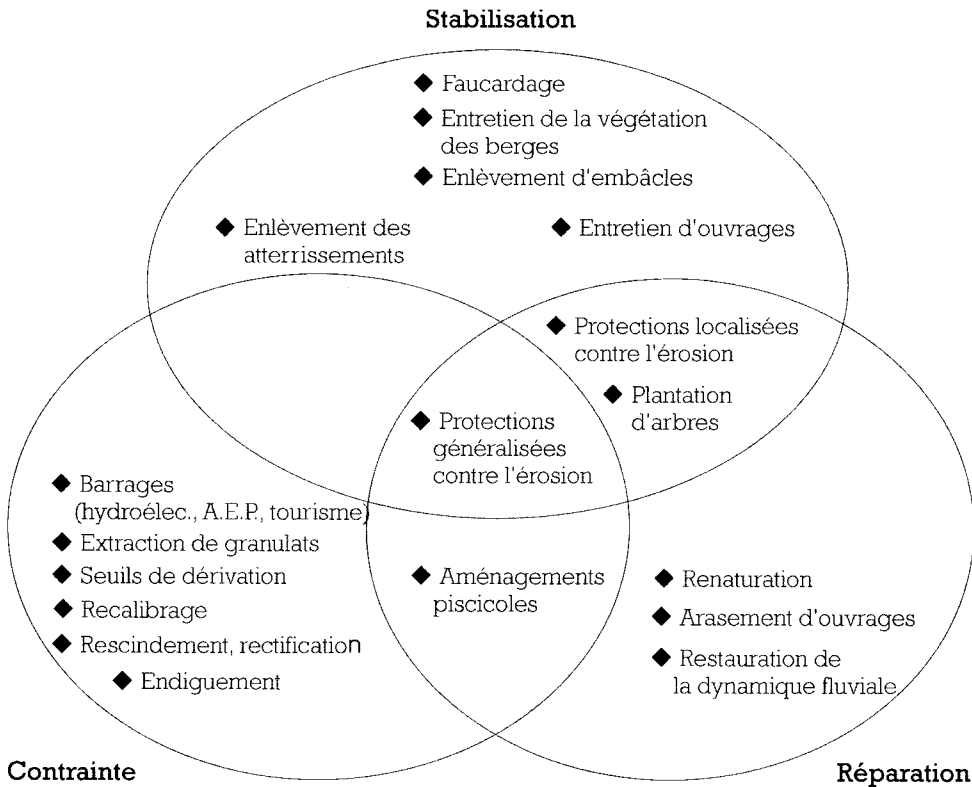 Stabilisation
◆ Faucardage
◆ Entretien de la végétation
des berges
◆ Enlèvement d'embâcles
◆ Enlèvement des
atterrissements
◆ Entretien d'ouvrages
◆ Protections localisées
contre l'érosion
◆ Plantation
d'arbres
◆ Protections
généralisées
contre l'érosion
◆ Barrages
(hydroélec., A.E.P., tourisme)
◆ Extraction de granulats
◆ Seuils de dérivation
◆ Recalibrage
◆ Rescindement, rectification
◆ Endiguement
◆ Aménagements
piscicoles
◆ Renaturation
◆ Arasement d'ouvrages
◆ Restauration de
la dynamique fluviale
Contrainte
Réparation